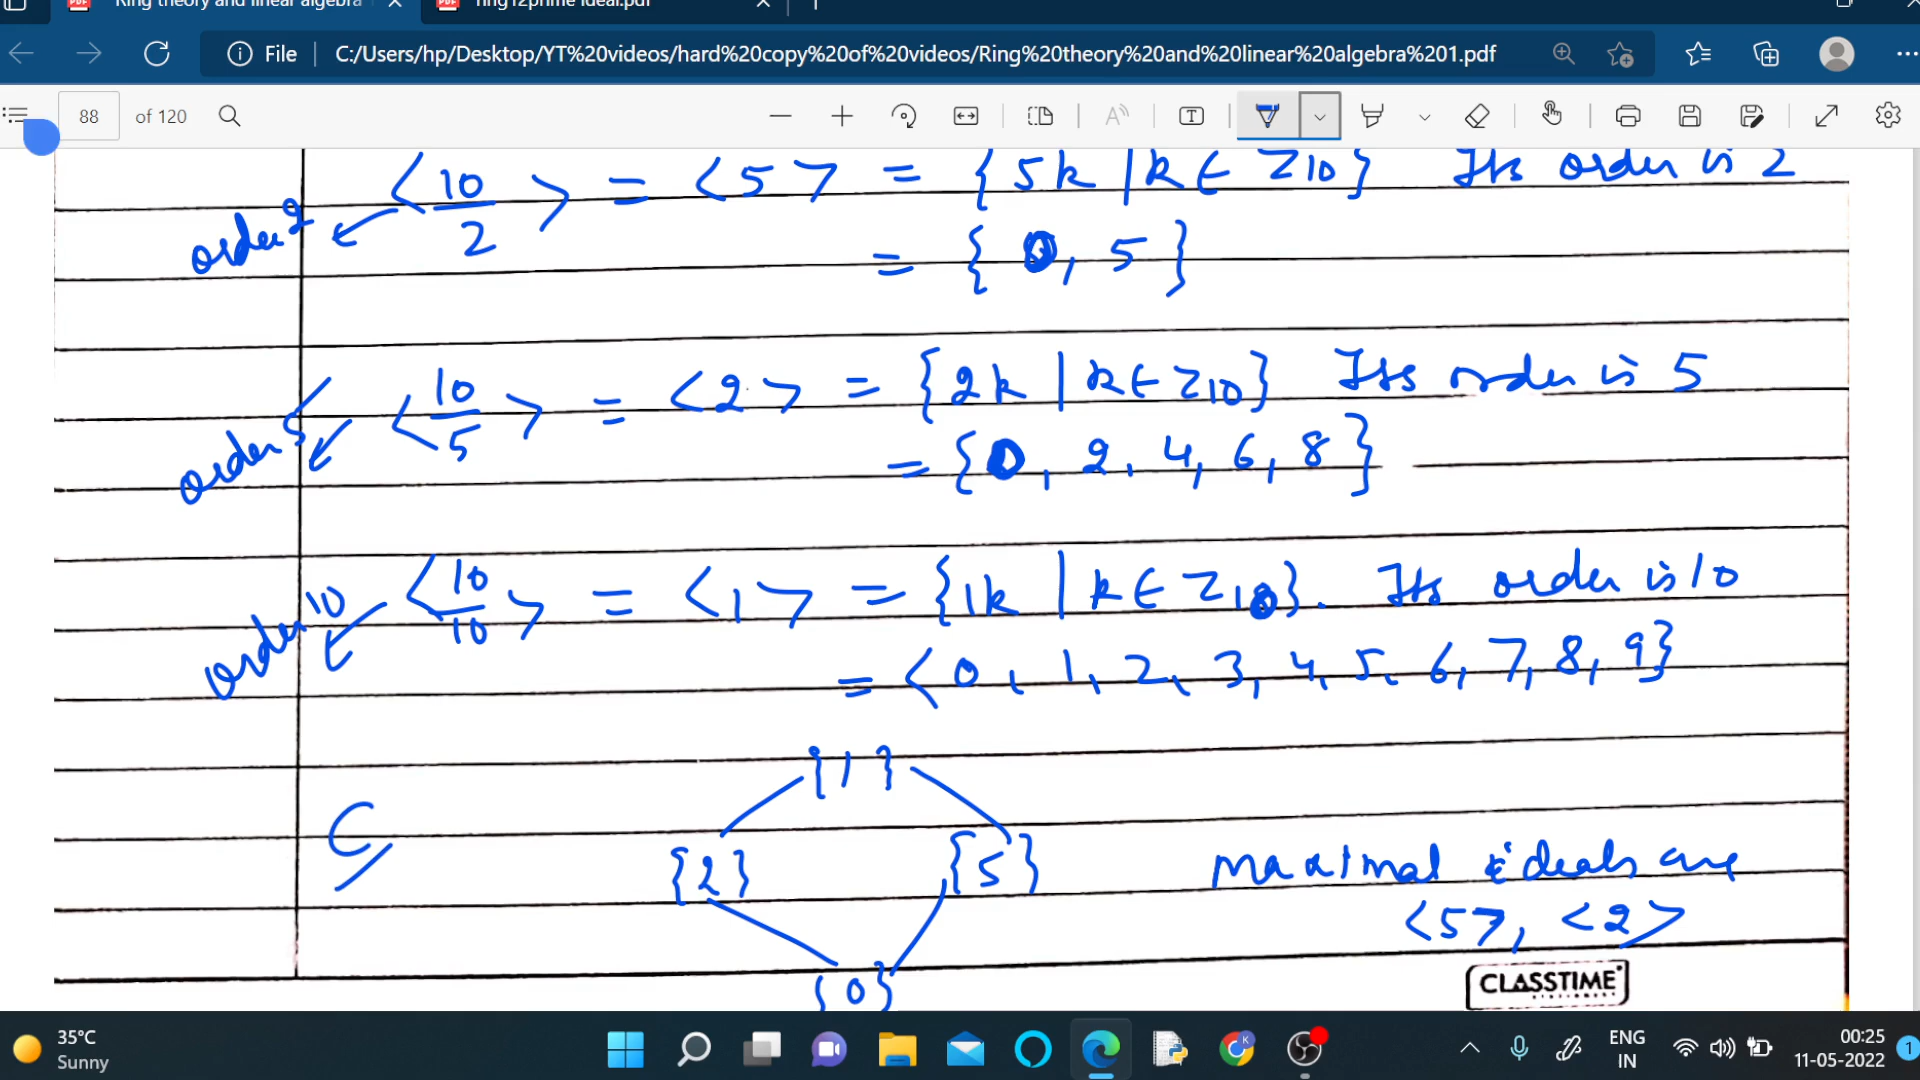 Ring theory and linear algebra
ring12prime ideal.pdf
File C:/Users/hp/Desktop/YT%20videos/hard%20copy%20of%20videos/Ring%20theory%20and%20linear%20algebra%201.pdf
88 of 120
< 10/2 > = <5> = {5k | k ∈ Z10} Its order is 2
order 2
= {0, 5}
< 10/5 > = <2> = {2k | k ∈ Z10} Its order is 5
order 5
= {0, 2, 4, 6, 8}
< 10/10 > = <1> = {1k | k ∈ Z10}. Its order is 10
order 10
= <0, 1, 2, 3, 4, 5, 6, 7, 8, 9}
{1}
{2} {5} maximal ideals are
<5>, <2>
{0}
CLASSTIME
35°C
Sunny
ENG
IN
00:25
11-05-2022
1